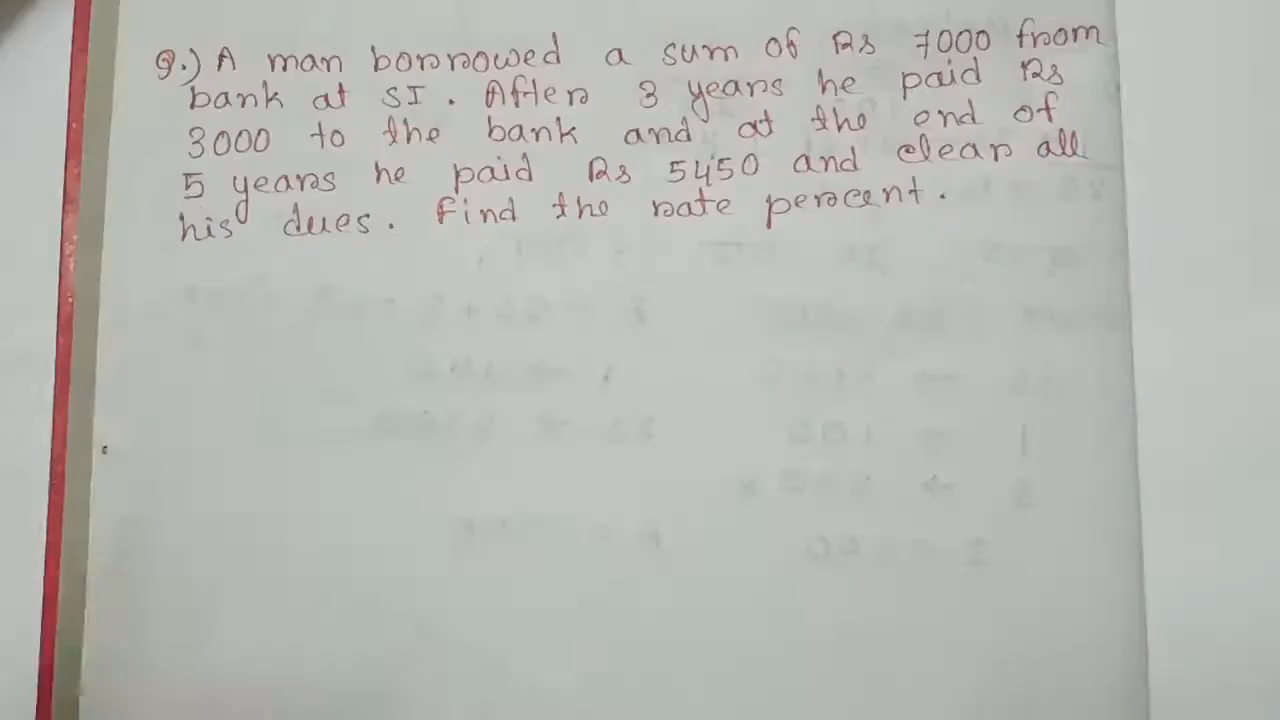 Q.) A man borrowed a sum of Rs 7000 from
bank at SI. After 3 years he paid Rs
3000 to the bank and at the end of
5 years he paid Rs 5450 and clear all
his dues. Find the rate percent.